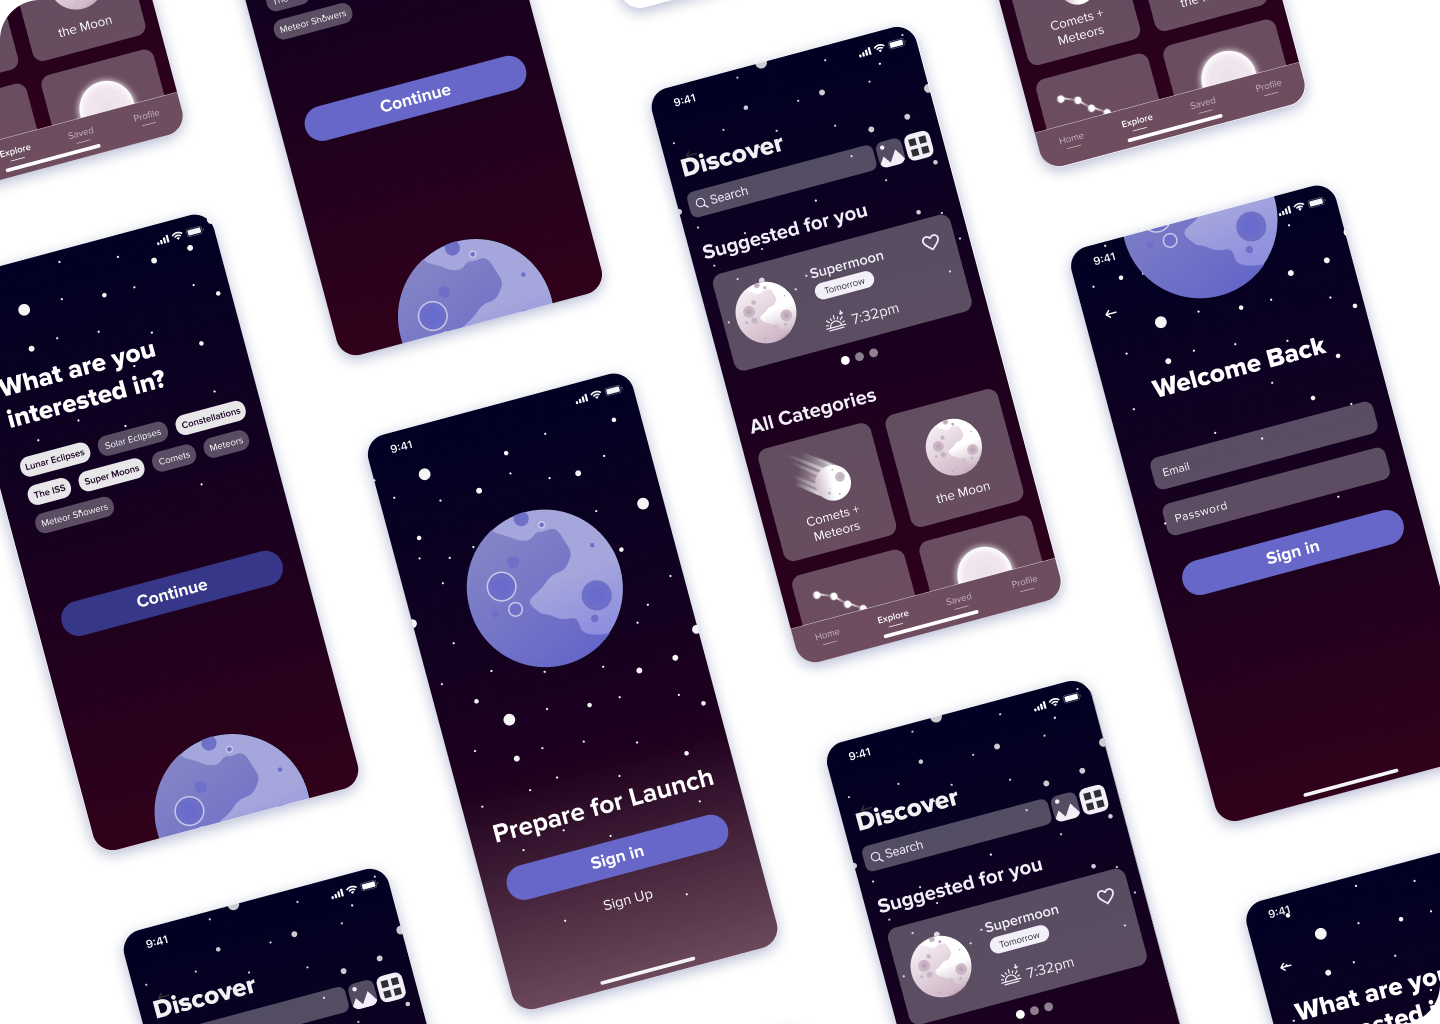 the Moon
Explore
Saved
Profile
Meteor Showers
Continue
9:41
Discover
Search
Suggested for you
Supermoon
Tomorrow
7:32pm
All Categories
Comets +
Meteors
the Moon
Home
Explore
Saved
Profile
Comets +
Meteors
Home
Explore
Saved
Profile
What are you
interested in?
Lunar Eclipses
Solar Eclipses
Constellations
The ISS
Super Moons
Comets
Meteors
Meteor Showers
Continue
9:41
Prepare for Launch
Sign in
Sign Up
9:41
Welcome Back
Email
Password
Sign in
9:41
Discover
9:41
Discover
Search
Suggested for you
Supermoon
Tomorrow
7:32pm
9:41
What are you